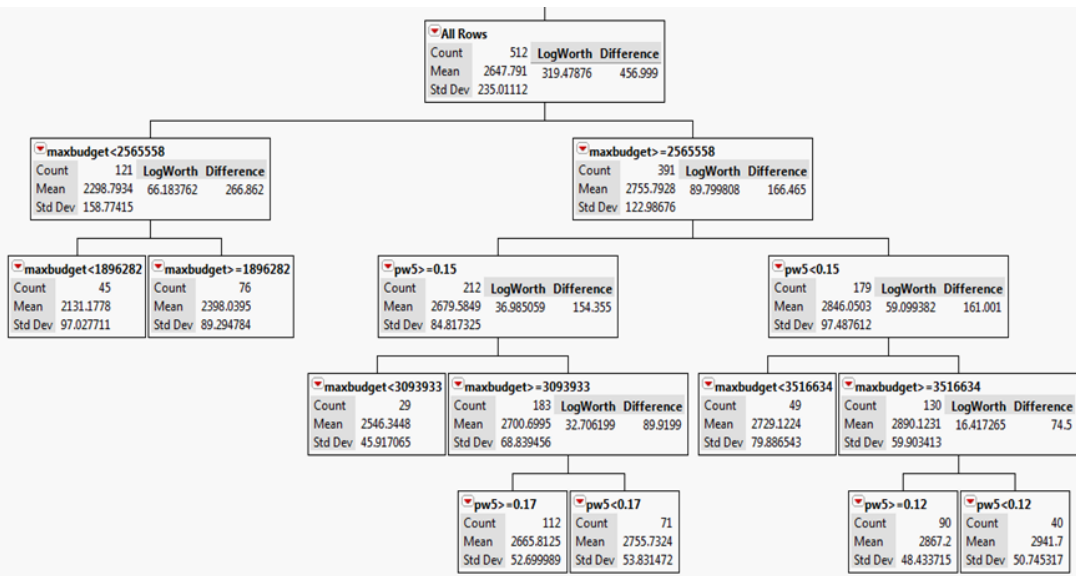 All Rows
Count 512 LogWorth Difference
Mean 2647.791 319.47876 456.999
Std Dev 235.01112
maxbudget<2565558
Count 121 LogWorth Difference
Mean 2298.7934 66.183762 266.862
Std Dev 158.77415
maxbudget>=2565558
Count 391 LogWorth Difference
Mean 2755.7928 89.799808 166.465
Std Dev 122.98676
maxbudget<1896282
Count 45
Mean 2131.1778
Std Dev 97.027711
maxbudget>=1896282
Count 76
Mean 2398.0395
Std Dev 89.294784
pw5>=0.15
Count 212 LogWorth Difference
Mean 2679.5849 36.985059 154.355
Std Dev 84.817325
pw5<0.15
Count 179 LogWorth Difference
Mean 2846.0503 59.099382 161.001
Std Dev 97.487612
maxbudget<3093933
Count 29
Mean 2546.3448
Std Dev 45.917065
maxbudget>=3093933
Count 183 LogWorth Difference
Mean 2700.6995 32.706199 89.9199
Std Dev 68.839456
maxbudget<3516634
Count 49
Mean 2729.1224
Std Dev 79.886543
maxbudget>=3516634
Count 130 LogWorth Difference
Mean 2890.1231 16.417265 74.5
Std Dev 59.903413
pw5>=0.17
Count 112
Mean 2665.8125
Std Dev 52.699989
pw5<0.17
Count 71
Mean 2755.7324
Std Dev 53.831472
pw5>=0.12
Count 90
Mean 2867.2
Std Dev 48.433715
pw5<0.12
Count 40
Mean 2941.7
Std Dev 50.745317